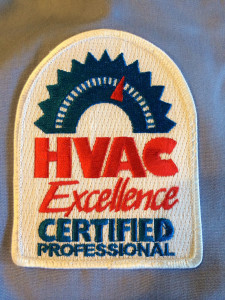 HVAC
Excellence
CERTIFIED
PROFESSIONAL